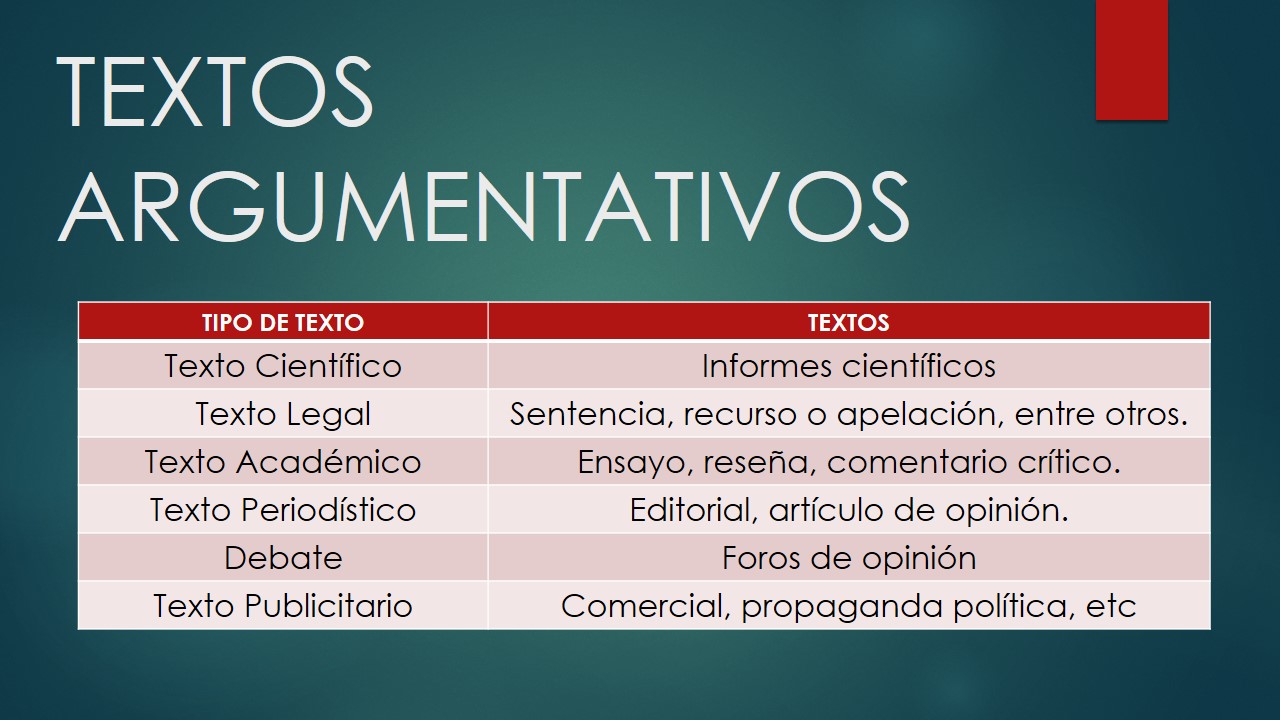 TEXTOS
ARGUMENTATIVOS
TIPO DE TEXTO TEXTOS
Texto Científico Informes científicos
Texto Legal Sentencia, recurso o apelación, entre otros.
Texto Académico Ensayo, reseña, comentario crítico.
Texto Periodístico Editorial, artículo de opinión.
Debate Foros de opinión
Texto Publicitario Comercial, propaganda política, etc